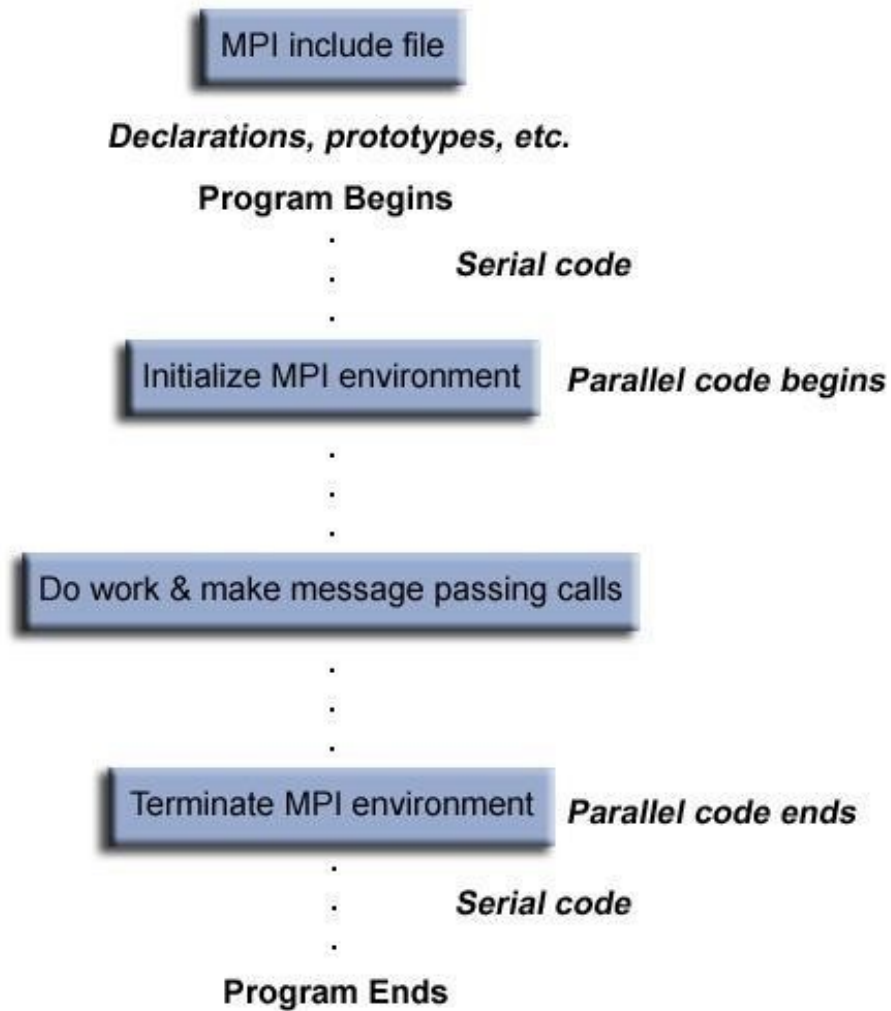 MPI include file
Declarations, prototypes, etc.
Program Begins
Serial code
Initialize MPI environment
Parallel code begins
Do work & make message passing calls
Terminate MPI environment
Parallel code ends
Serial code
Program Ends